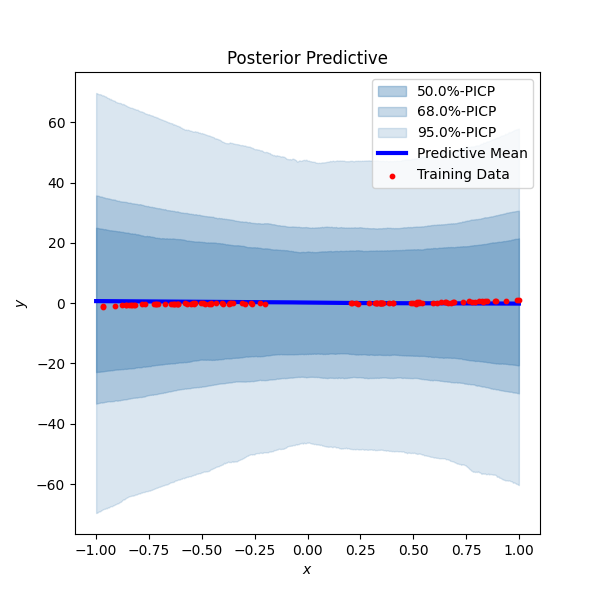 Posterior Predictive
50.0%-PICP
68.0%-PICP
95.0%-PICP
Predictive Mean
Training Data
y
60
40
20
0
−20
−40
−60
−1.00 −0.75 −0.50 −0.25 0.00 0.25 0.50 0.75 1.00
x